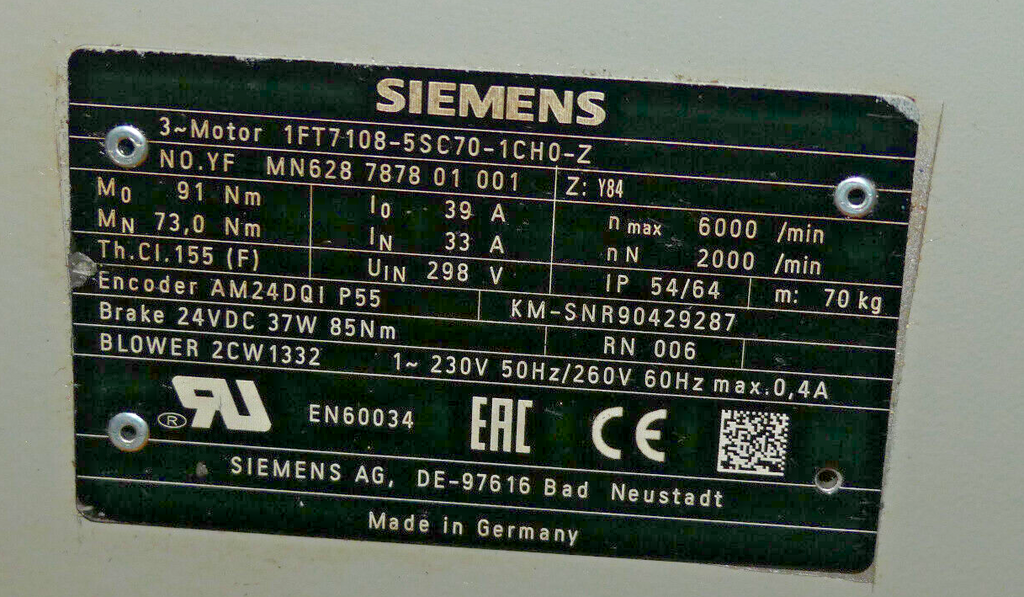 SIEMENS
3~Motor 1FT7108-5SC70-1CH0-Z
NO.YF MN628 7878 01 001 Z: Y84
M0 91 Nm I0 39 A n max 6000 /min
MN 73,0 Nm IN 33 A n N 2000 /min
Th.Cl.155 (F) UIN 298 V IP 54/64 m: 70 kg
Encoder AM24DQI P55 KM-SNR90429287
Brake 24VDC 37W 85Nm RN 006
BLOWER 2CW1332 1~ 230V 50Hz/260V 60Hz max.0,4A
® RU EN60034 EAC CE
SIEMENS AG, DE-97616 Bad Neustadt
Made in Germany